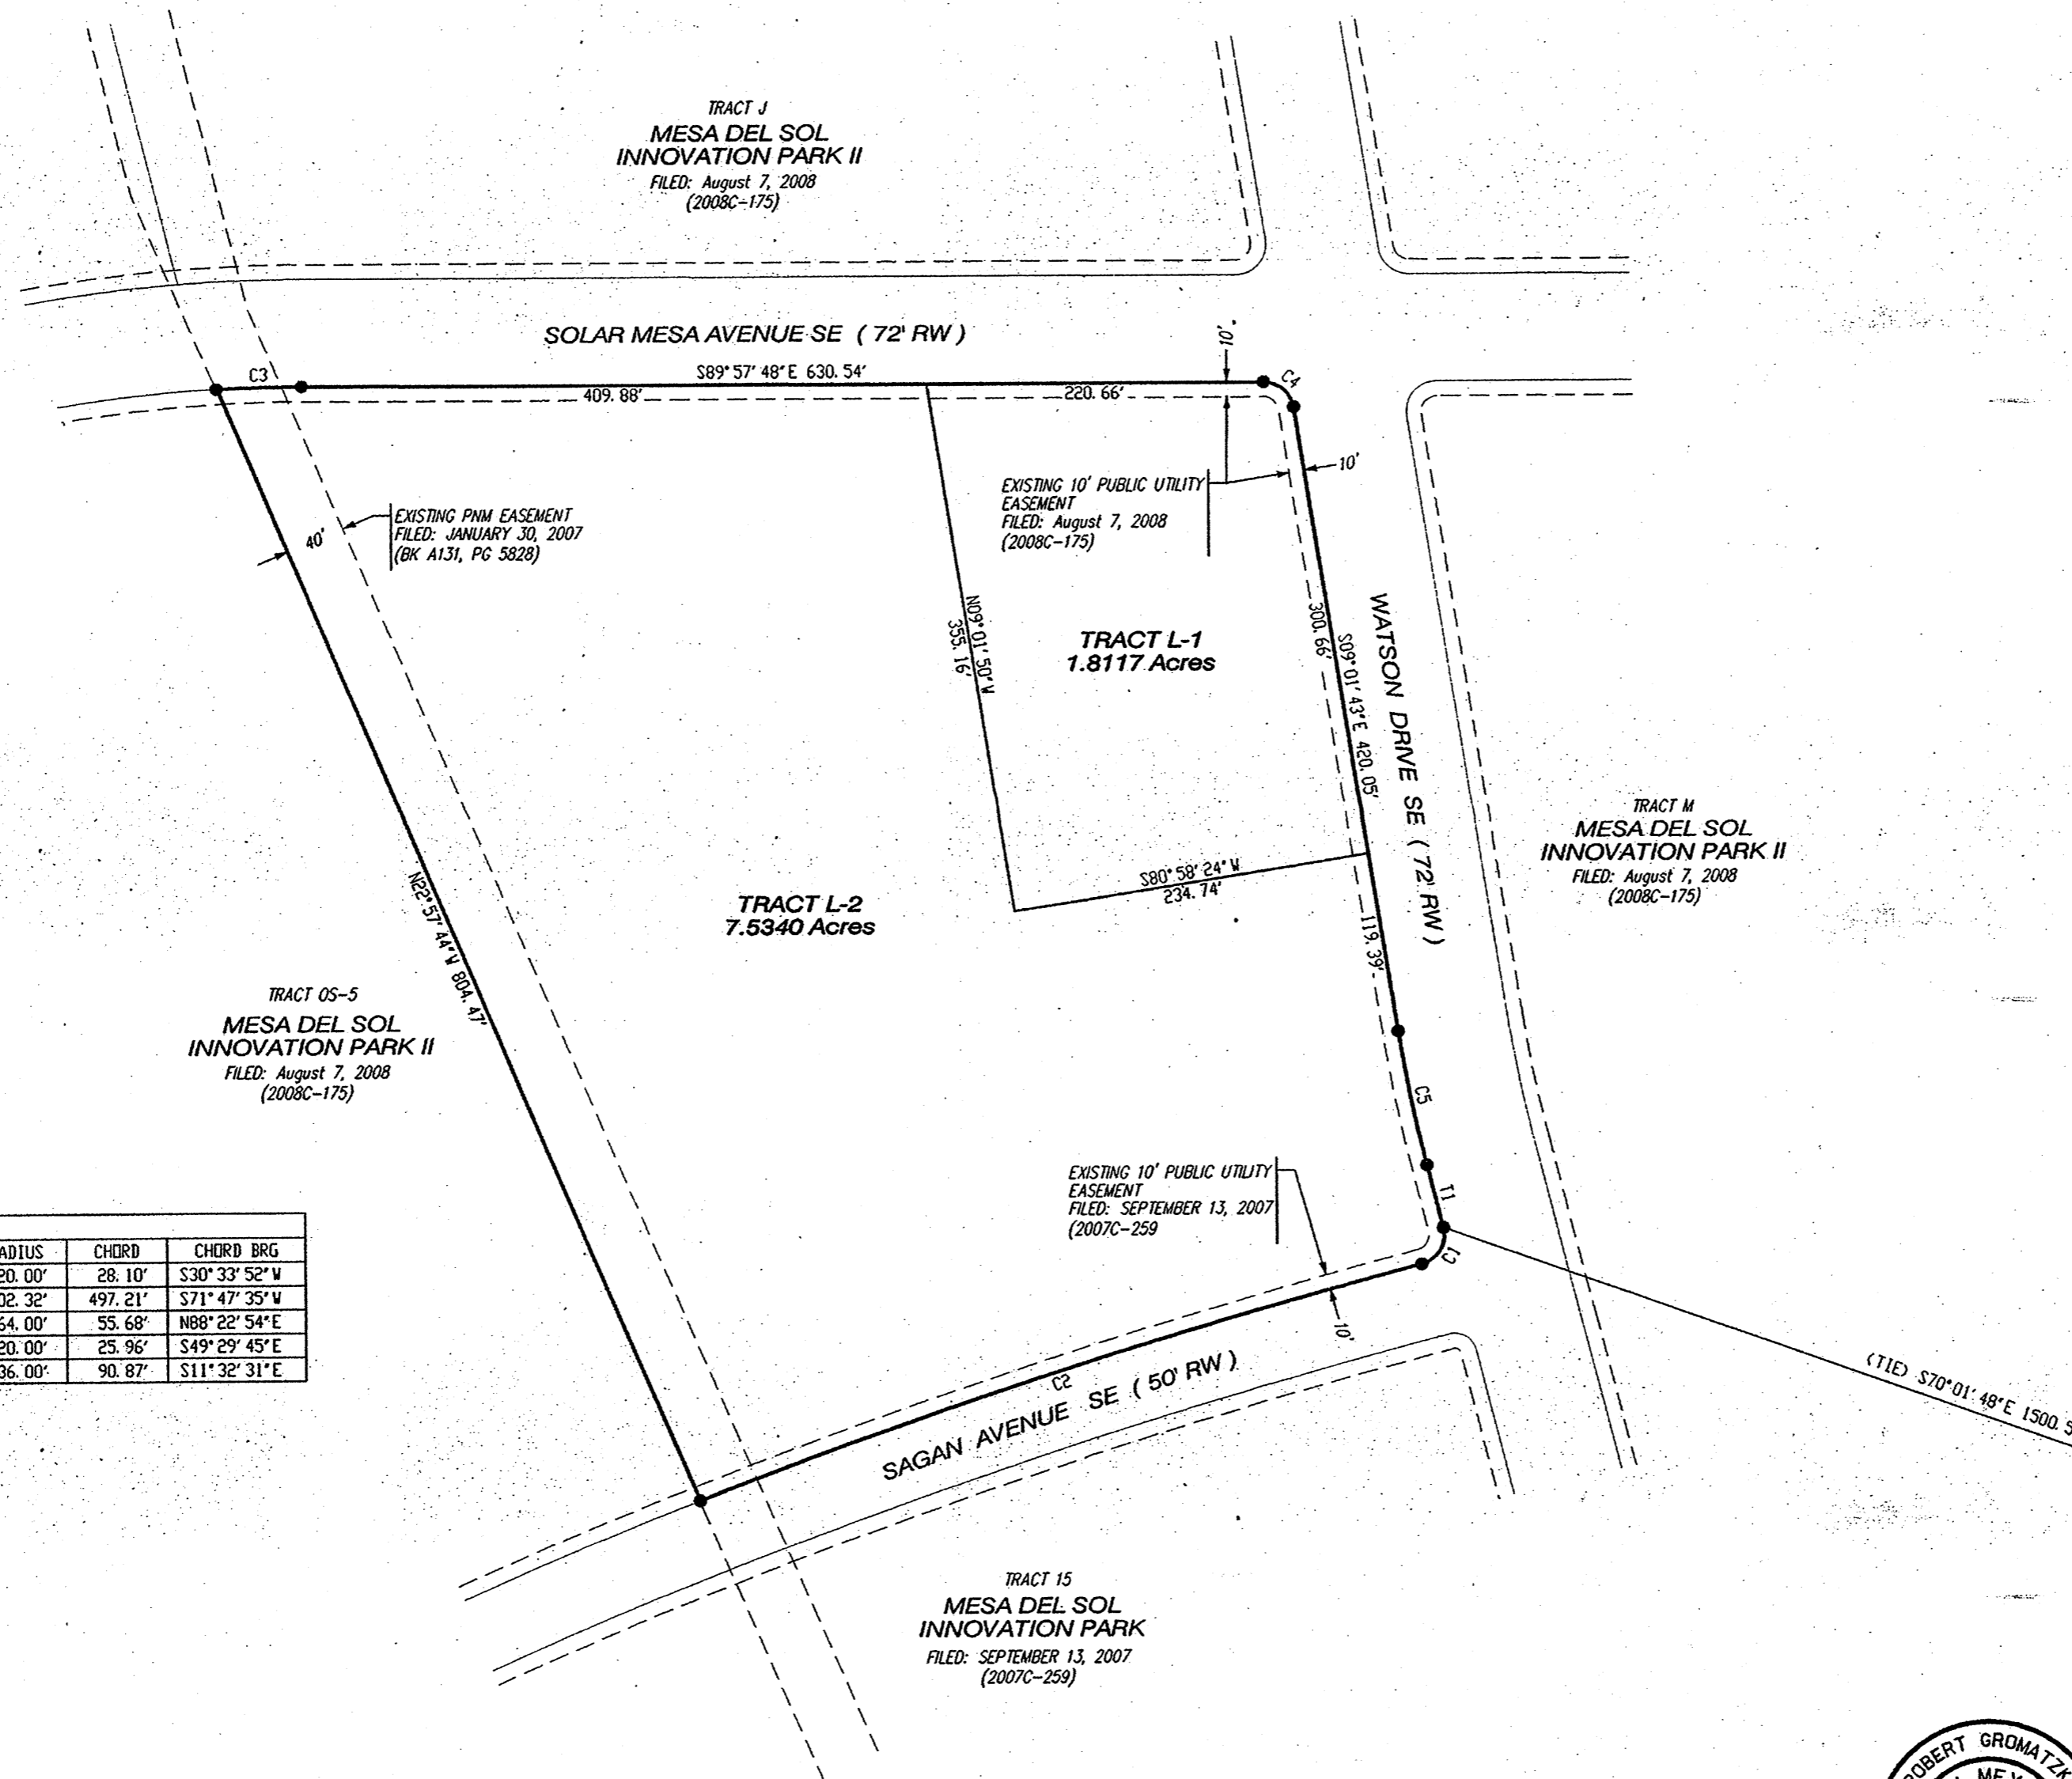 TRACT J
MESA DEL SOL
INNOVATION PARK II
FILED: August 7, 2008
(2008C-175)
SOLAR MESA AVENUE SE ( 72' RW )
10'
C3
S89°57'48"E 630.54'
C4
409.88'
220.66'
10'
EXISTING 10' PUBLIC UTILITY
EASEMENT
FILED: August 7, 2008
(2008C-175)
EXISTING PNM EASEMENT
FILED: JANUARY 30, 2007
(BK A131, PG 5828)
40'
N09°01'50"W
355.16'
TRACT L-1
1.8117 Acres
300.66'
S09°01'43"E 420.05'
WATSON DRIVE SE ( 72' RW )
TRACT M
MESA DEL SOL
INNOVATION PARK II
FILED: August 7, 2008
(2008C-175)
S80°58'24"W
234.74'
TRACT L-2
7.5340 Acres
119.39'
N22°57'44"W 804.47'
TRACT OS-5
MESA DEL SOL
INNOVATION PARK II
FILED: August 7, 2008
(2008C-175)
C5
T1
C1
EXISTING 10' PUBLIC UTILITY
EASEMENT
FILED: SEPTEMBER 13, 2007
(2007C-259
10'
ADIUS CHORD CHORD BRG
20.00' 28.10' S30°33'52"W
02.32' 497.21' S71°47'35"W
64.00' 55.68' N88°22'54"E
20.00' 25.96' S49°29'45"E
36.00' 90.87' S11°32'31"E
C2
SAGAN AVENUE SE ( 50' RW )
(TIE) S70°01'48"E 1500.5
TRACT 15
MESA DEL SOL
INNOVATION PARK
FILED: SEPTEMBER 13, 2007
(2007C-259)
OBERT GROMATZK
MEX